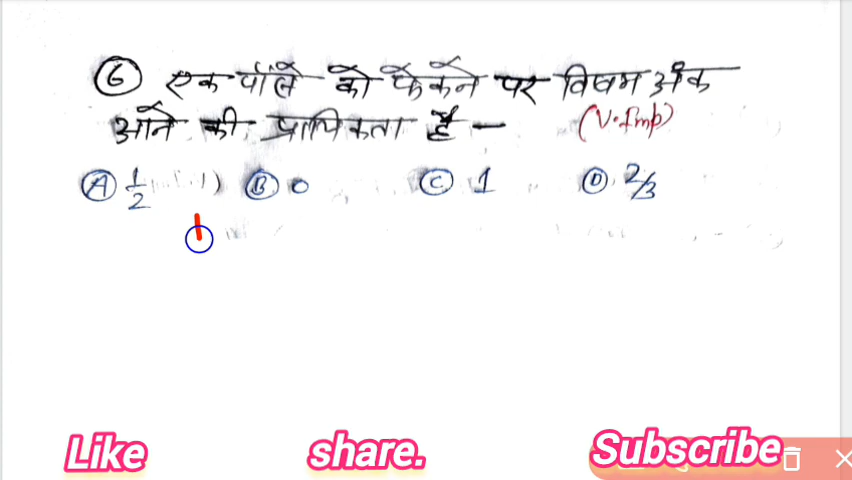 ⑥ एक पाँसे को फेकने पर विषम अंक
आने की प्रायिकता है - (V.Imp)
Ⓐ 1/2 Ⓑ 0 Ⓒ 1 Ⓓ 2/3
Like share. Subscribe